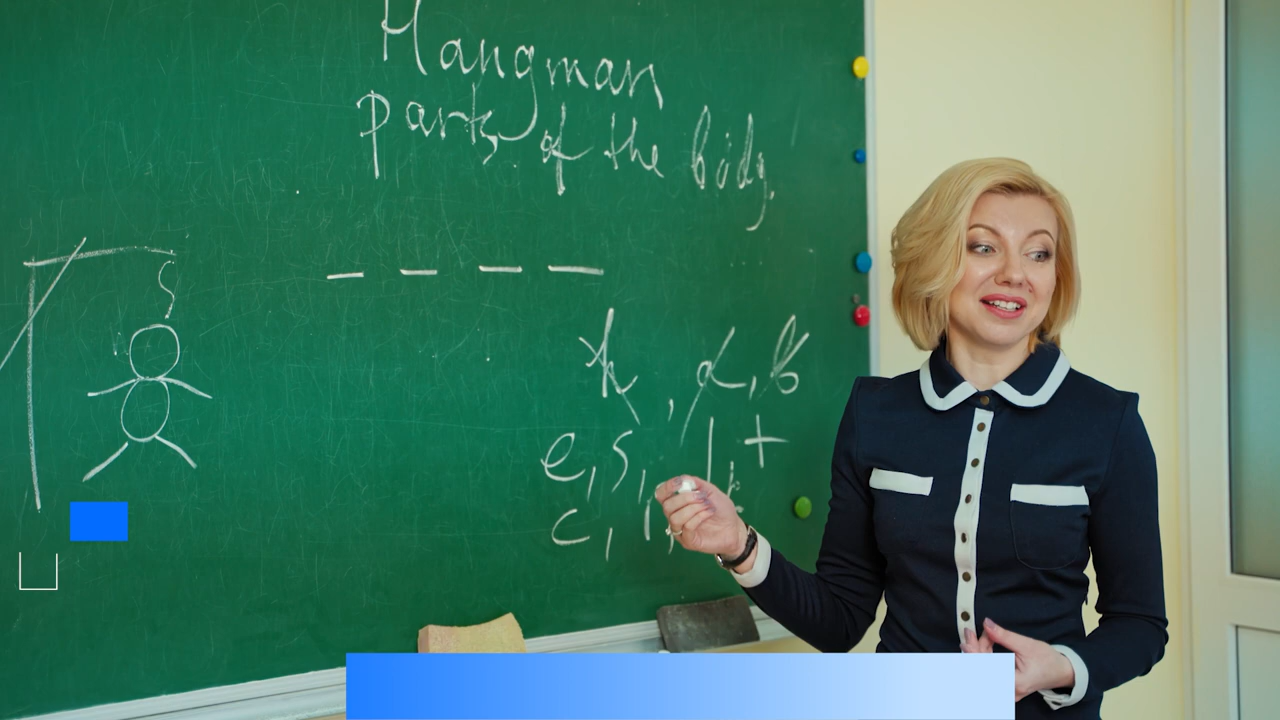 Hangman
parts of the body
k, d, b
e, s, l, t
c, l,